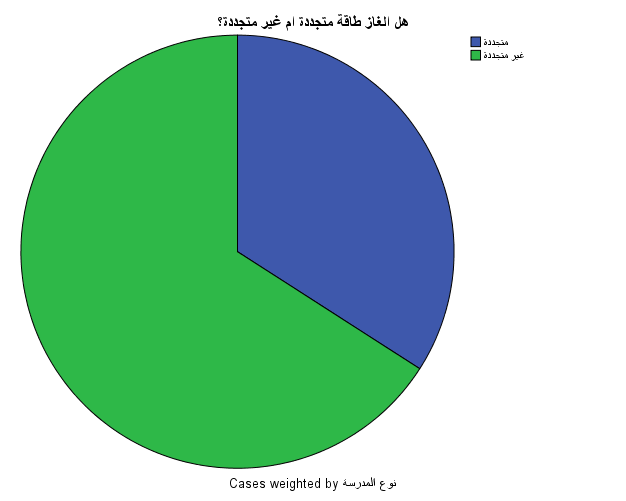 هل الغاز طاقة متجددة ام غير متجددة؟
متجددة
غير متجددة
Cases weighted by نوع المدرسة